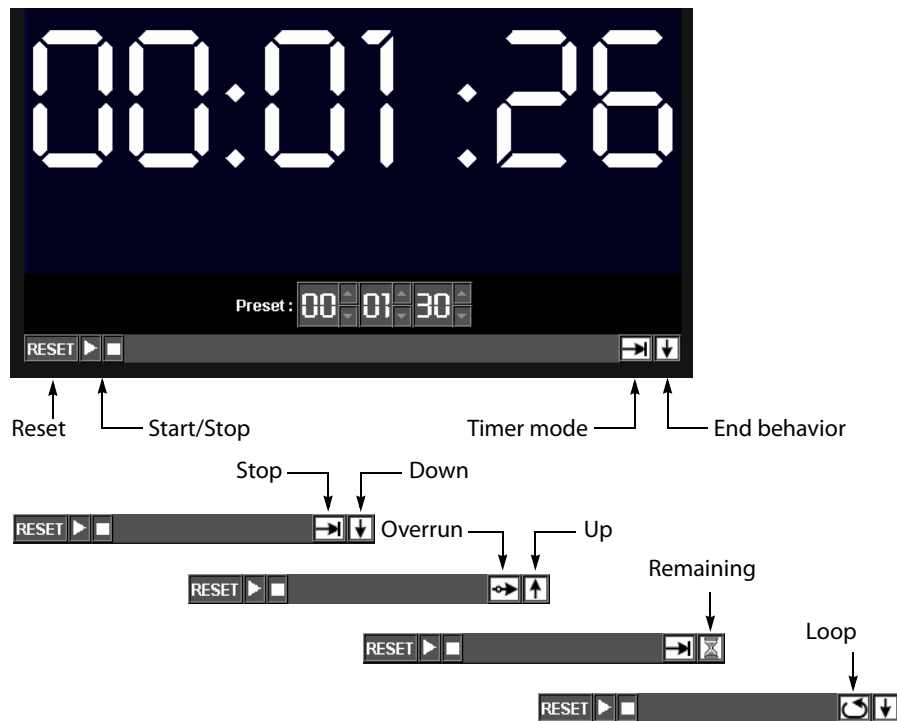 00:01:26
Preset: 00 01 30
RESET
Reset Start/Stop Timer mode End behavior
Stop Down
RESET Overrun Up
RESET Remaining
RESET Loop
RESET